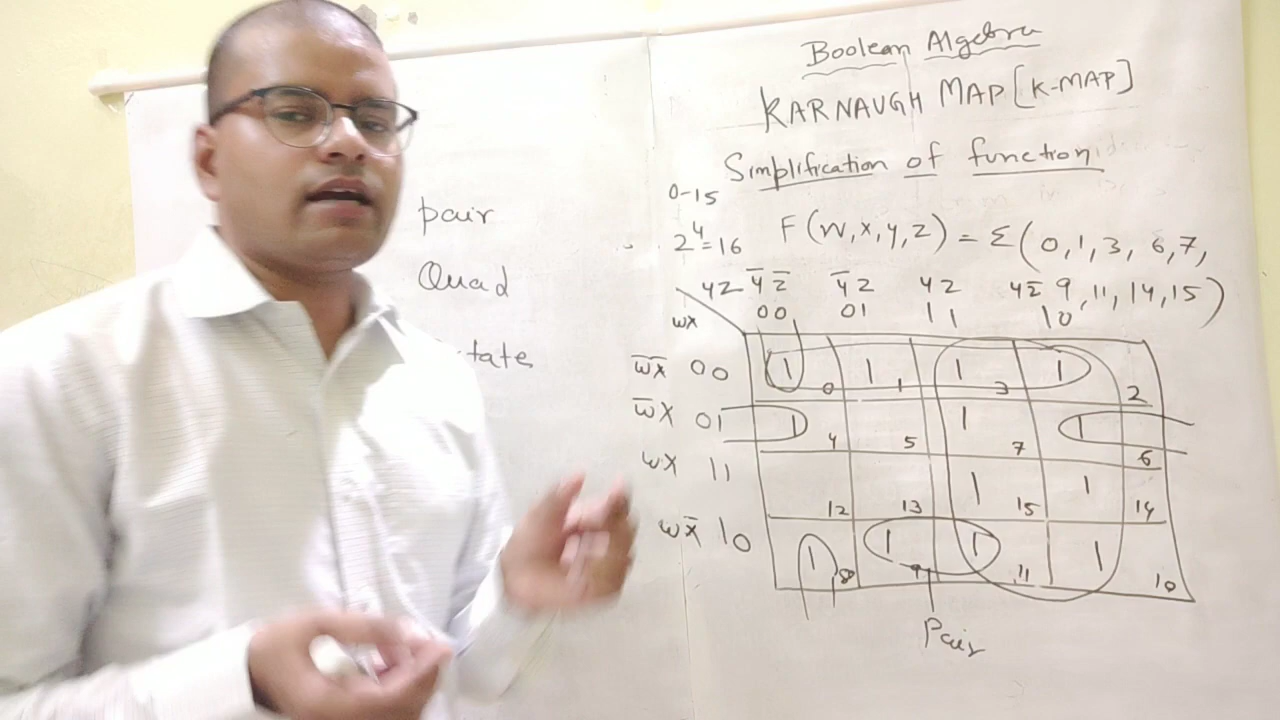 Boolean Algebra
KARNAUGH MAP [K-MAP]
Simplification of function
0-15
2⁴=16 F(W,x,y,z) = Σ(0,1,3, 6,7,
9, 11, 14, 15)
pair
Quad
tate
yz y̅z̅ y̅z yz yz̅
wx 00 01 11 10
w̅x̅ 00 1 0 1 1 1 3 1 2
w̅x 01 1 4 5 1 7 1 6
wx 11 12 13 1 15 1 14
wx̅ 10 1 8 1 9 1 11 1 10
Pair